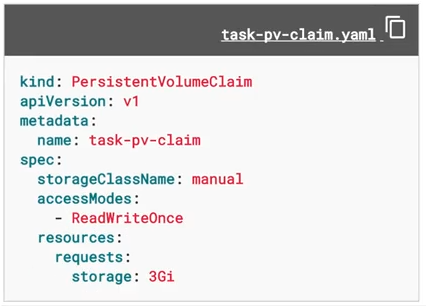 task-pv-claim.yaml
kind: PersistentVolumeClaim
apiVersion: v1
metadata:
  name: task-pv-claim
spec:
  storageClassName: manual
  accessModes:
    - ReadWriteOnce
  resources:
    requests:
      storage: 3Gi